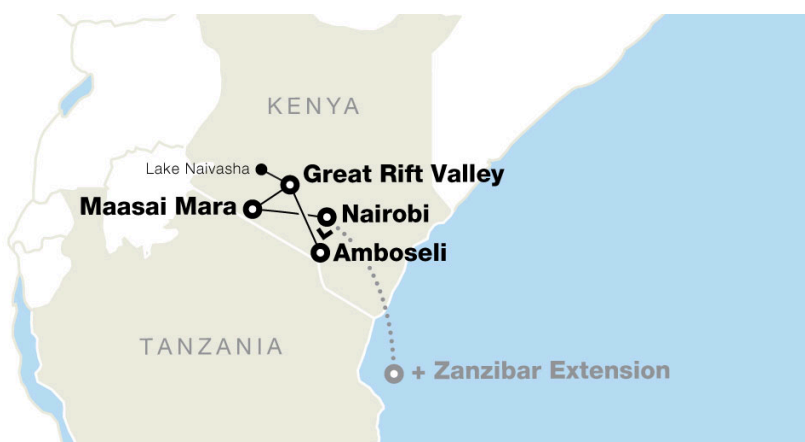 KENYA
Lake Naivasha
Great Rift Valley
Maasai Mara
Nairobi
Amboseli
TANZANIA
+ Zanzibar Extension